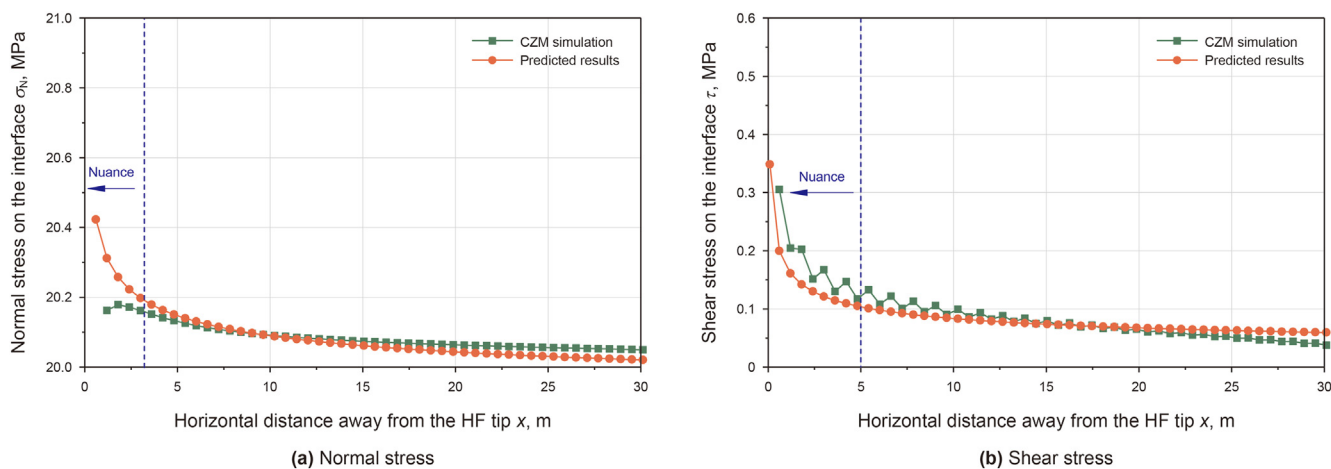 21.0
20.8
20.6
20.4
20.2
20.0
Normal stress on the interface σN, MPa
CZM simulation
Predicted results
Nuance
0 5 10 15 20 25 30
Horizontal distance away from the HF tip x, m
(a) Normal stress
0.6
0.5
0.4
0.3
0.2
0.1
0
Shear stress on the interface τ, MPa
CZM simulation
Predicted results
Nuance
0 5 10 15 20 25 30
Horizontal distance away from the HF tip x, m
(b) Shear stress